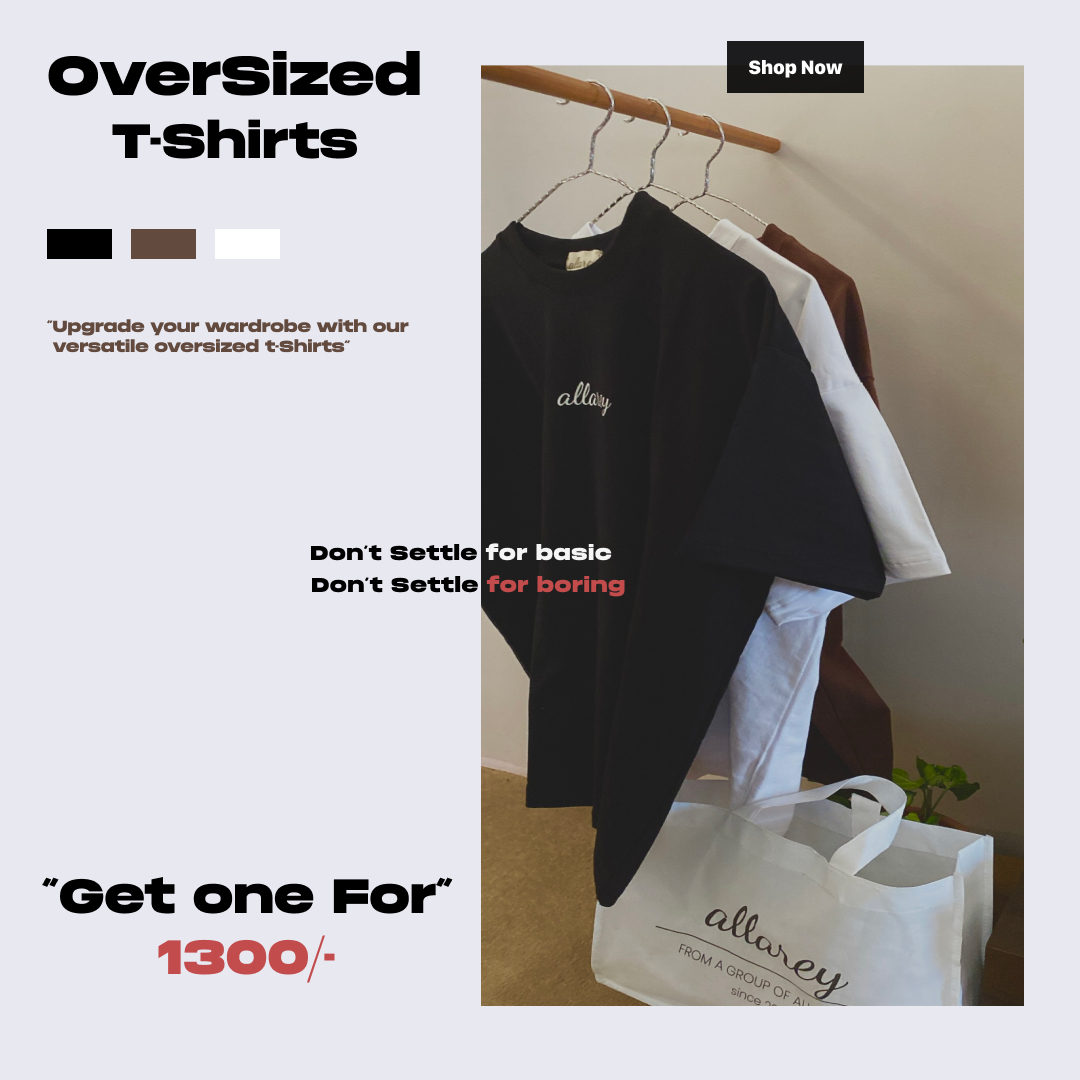 OverSized
T-Shirts
Shop Now
"Upgrade your wardrobe with our
versatile oversized t-Shirts"
allarey
Don't Settle for basic
Don't Settle for boring
"Get one For"
1300/-
allarey
FROM A GROUP OF
since